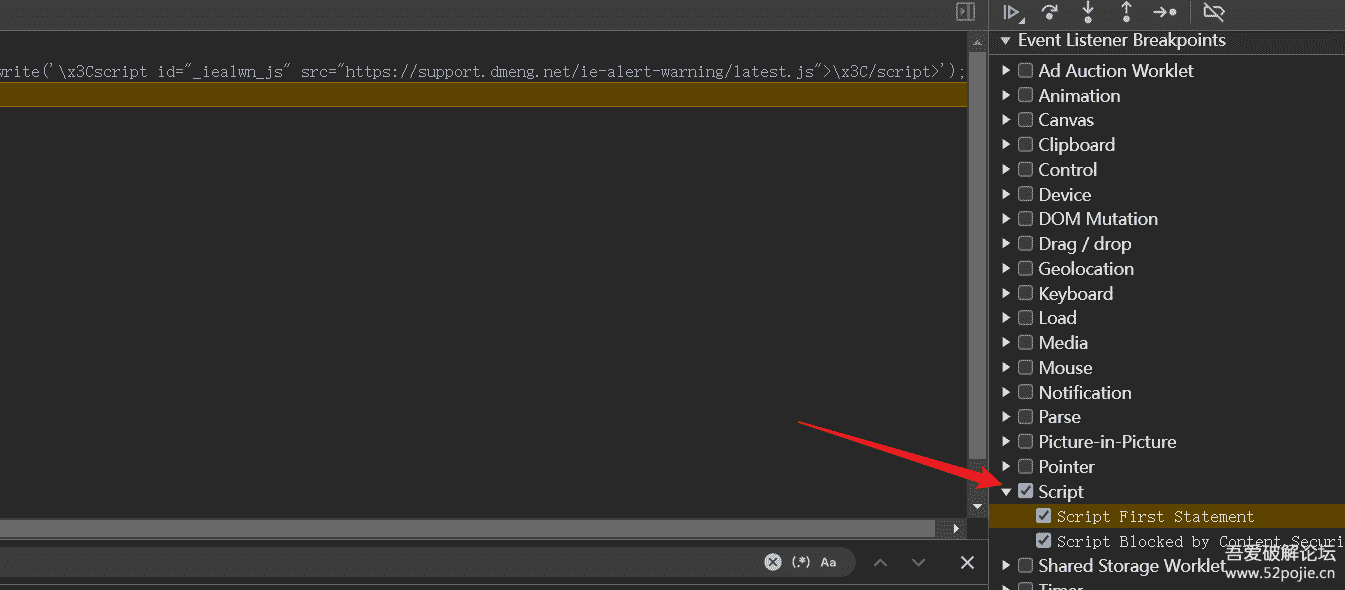 Event Listener Breakpoints
write('\x3Cscript id="_iealwn_js" src="https://support.dmeng.net/ie-alert-warning/latest.js">\x3C/script>');
Ad Auction Worklet
Animation
Canvas
Clipboard
Control
Device
DOM Mutation
Drag / drop
Geolocation
Keyboard
Load
Media
Mouse
Notification
Parse
Picture-in-Picture
Pointer
Script
Script First Statement
Script Blocked by Content Securi
(.*) Aa
Shared Storage Worklet
Timer
吾爱破解论坛
www.52pojie.cn